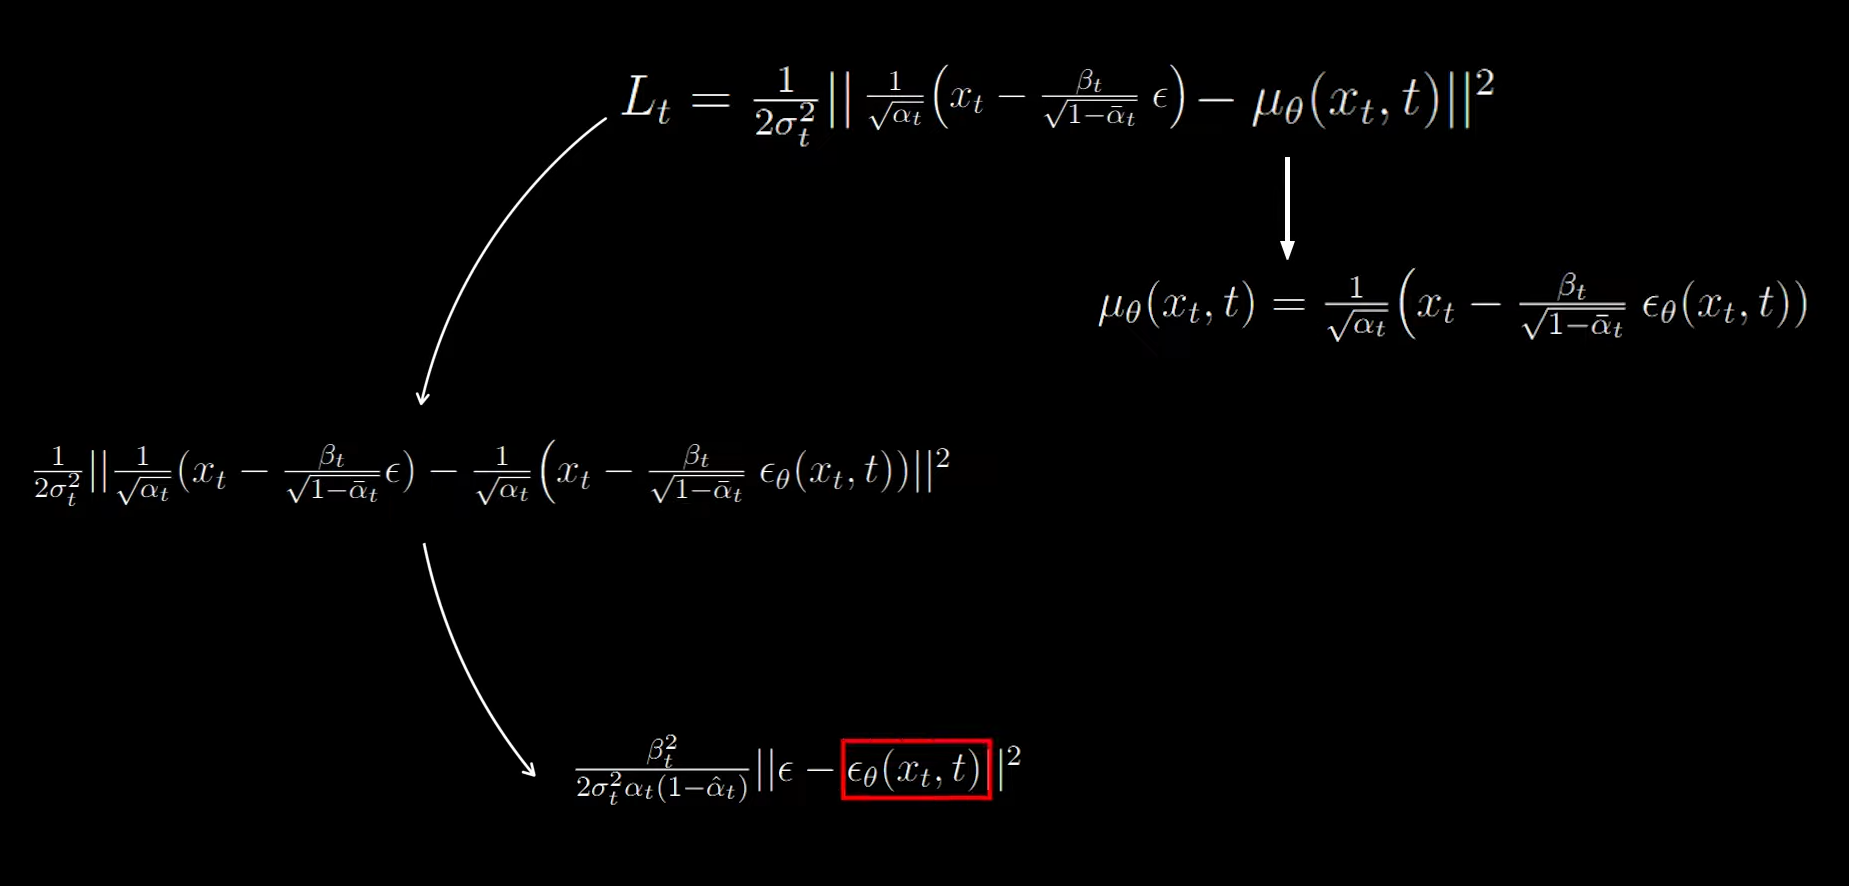 $L_t = \frac{1}{2\sigma_t^2} || \frac{1}{\sqrt{\alpha_t}} \left( x_t - \frac{\beta_t}{\sqrt{1-\bar{\alpha}_t}} \epsilon \right) - \mu_\theta(x_t, t) ||^2$
$\mu_\theta(x_t, t) = \frac{1}{\sqrt{\alpha_t}} \Big( x_t - \frac{\beta_t}{\sqrt{1-\bar{\alpha}_t}} \epsilon_\theta(x_t, t))$
$\frac{1}{2\sigma_t^2} || \frac{1}{\sqrt{\alpha_t}} (x_t - \frac{\beta_t}{\sqrt{1-\bar{\alpha}_t}} \epsilon) - \frac{1}{\sqrt{\alpha_t}} \Big( x_t - \frac{\beta_t}{\sqrt{1-\bar{\alpha}_t}} \epsilon_\theta(x_t, t)) ||^2$
$\frac{\beta_t^2}{2\sigma_t^2 \alpha_t (1-\hat{\alpha}_t)} || \epsilon - \epsilon_\theta(x_t, t) ||^2$